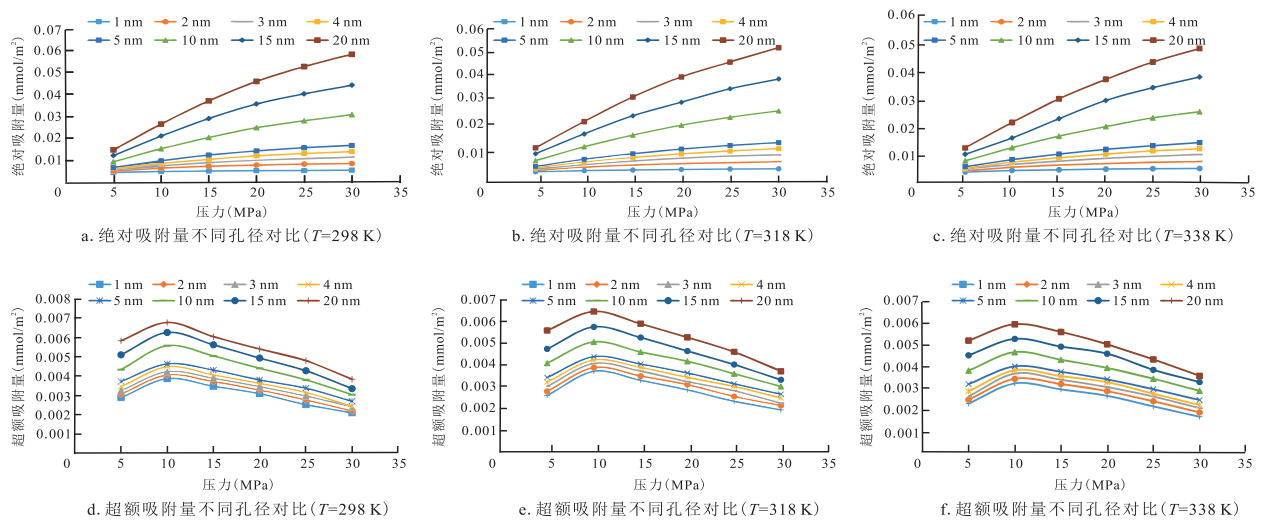 1 nm 2 nm 3 nm 4 nm
5 nm 10 nm 15 nm 20 nm
0.07
0.06
0.05
0.04
0.03
0.02
0.01
绝对吸附量(mmol/m²)
0 5 10 15 20 25 30 35
压力(MPa)
a. 绝对吸附量不同孔径对比(T=298 K)
1 nm 2 nm 3 nm 4 nm
5 nm 10 nm 15 nm 20 nm
0.06
0.05
0.04
0.03
0.02
0.01
绝对吸附量(mmol/m²)
0 5 10 15 20 25 30 35
压力(MPa)
b. 绝对吸附量不同孔径对比(T=318 K)
1 nm 2 nm 3 nm 4 nm
5 nm 10 nm 15 nm 20 nm
0.06
0.05
0.04
0.03
0.02
0.01
绝对吸附量(mmol/m²)
0 5 10 15 20 25 30 35
压力(MPa)
c. 绝对吸附量不同孔径对比(T=338 K)
1 nm 2 nm 3 nm 4 nm
5 nm 10 nm 15 nm 20 nm
0.008
0.007
0.006
0.005
0.004
0.003
0.002
0.001
超额吸附量(mmol/m²)
0 5 10 15 20 25 30 35
压力(MPa)
d. 超额吸附量不同孔径对比(T=298 K)
1 nm 2 nm 3 nm 4 nm
5 nm 10 nm 15 nm 20 nm
0.007
0.006
0.005
0.004
0.003
0.002
0.001
超额吸附量(mmol/m²)
0 5 10 15 20 25 30 35
压力(MPa)
e. 超额吸附量不同孔径对比(T=318 K)
1 nm 2 nm 3 nm 4 nm
5 nm 10 nm 15 nm 20 nm
0.007
0.006
0.005
0.004
0.003
0.002
0.001
超额吸附量(mmol/m²)
0 5 10 15 20 25 30 35
压力(MPa)
f. 超额吸附量不同孔径对比(T=338 K)